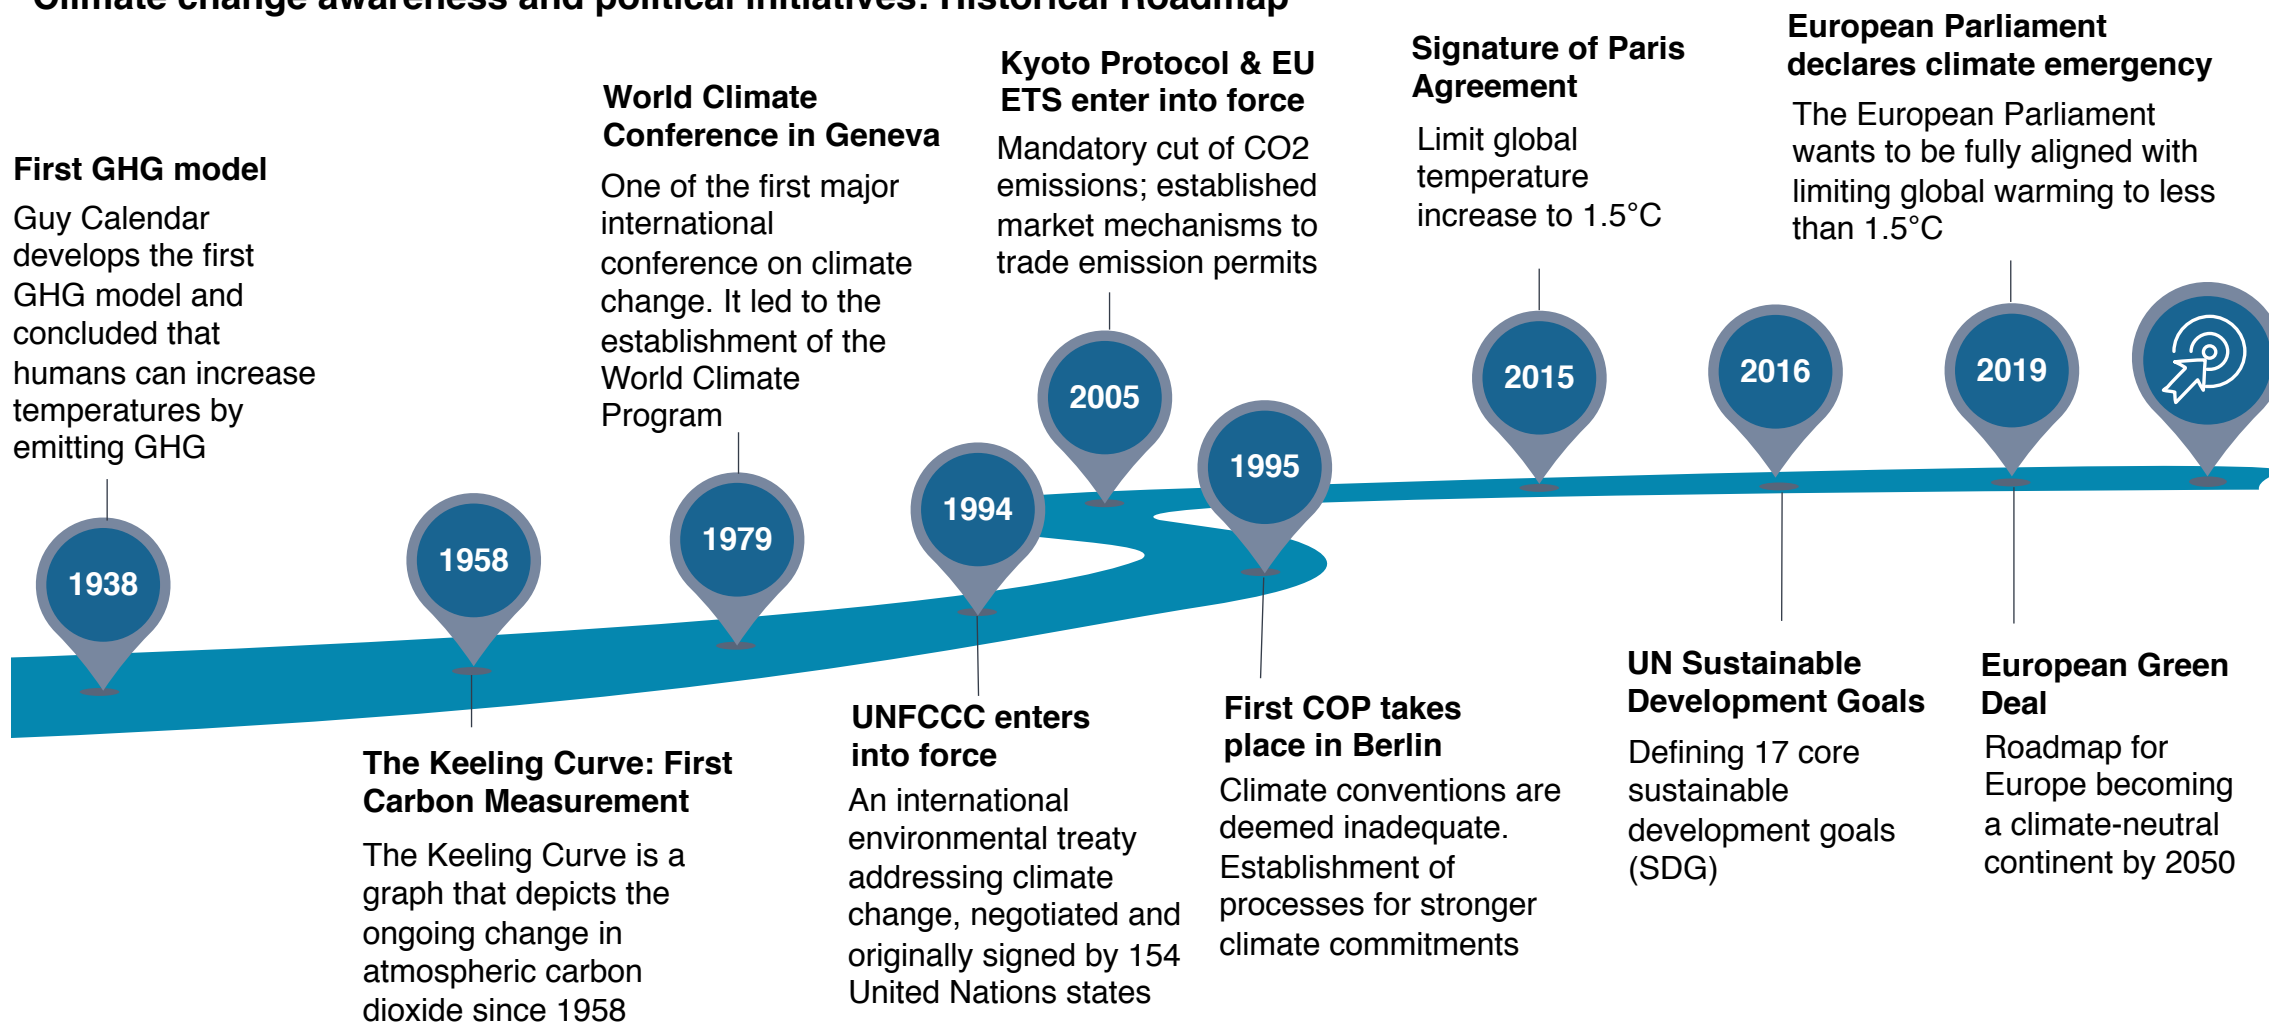 Climate change awareness and political initiatives: Historical Roadmap
First GHG model
Guy Calendar
develops the first
GHG model and
concluded that
humans can increase
temperatures by
emitting GHG
1938
1958
The Keeling Curve: First
Carbon Measurement
The Keeling Curve is a
graph that depicts the
ongoing change in
atmospheric carbon
dioxide since 1958
World Climate
Conference in Geneva
One of the first major
international
conference on climate
change. It led to the
establishment of the
World Climate
Program
1979
1994
UNFCCC enters
into force
An international
environmental treaty
addressing climate
change, negotiated and
originally signed by 154
United Nations states
Kyoto Protocol & EU
ETS enter into force
Mandatory cut of CO2
emissions; established
market mechanisms to
trade emission permits
2005
1995
First COP takes
place in Berlin
Climate conventions are
deemed inadequate.
Establishment of
processes for stronger
climate commitments
Signature of Paris
Agreement
Limit global
temperature
increase to 1.5°C
2015
2016
UN Sustainable
Development Goals
Defining 17 core
sustainable
development goals
(SDG)
European Parliament
declares climate emergency
The European Parliament
wants to be fully aligned with
limiting global warming to less
than 1.5°C
2019
European Green
Deal
Roadmap for
Europe becoming
a climate-neutral
continent by 2050